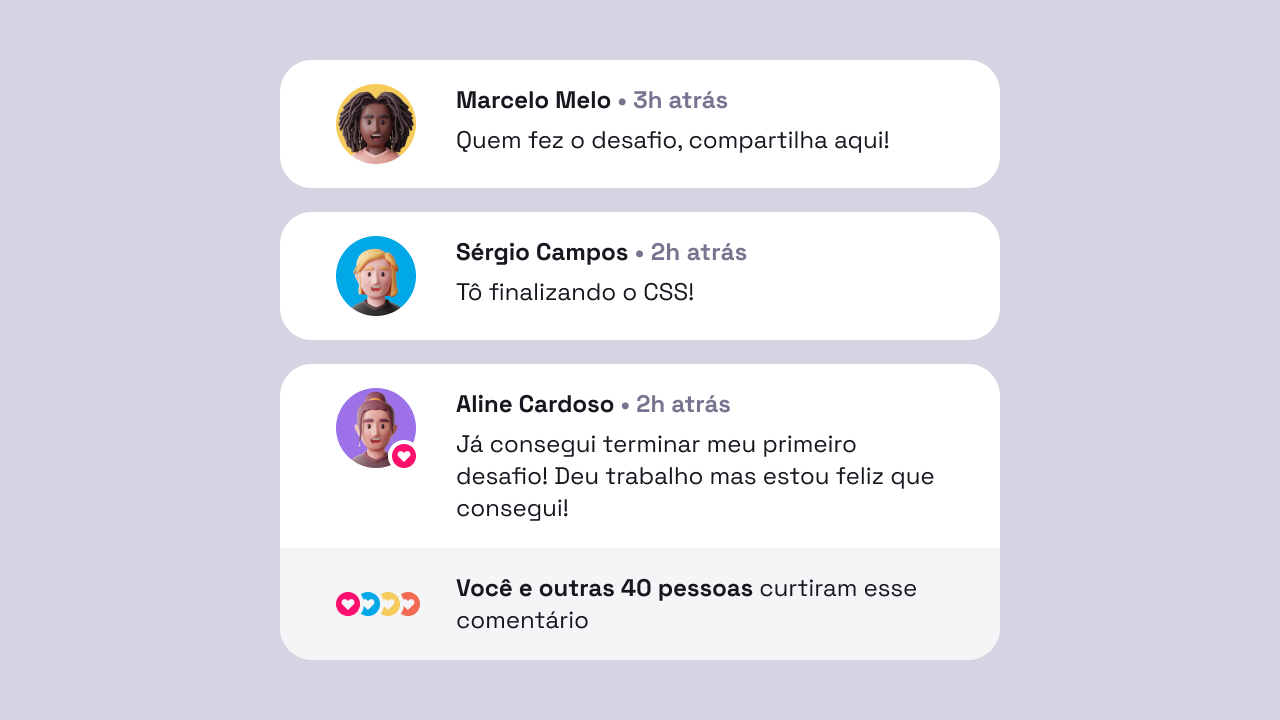 Marcelo Melo • 3h atrás
Quem fez o desafio, compartilha aqui!
Sérgio Campos • 2h atrás
Tô finalizando o CSS!
Aline Cardoso • 2h atrás
Já consegui terminar meu primeiro
desafio! Deu trabalho mas estou feliz que
consegui!
Você e outras 40 pessoas curtiram esse
comentário